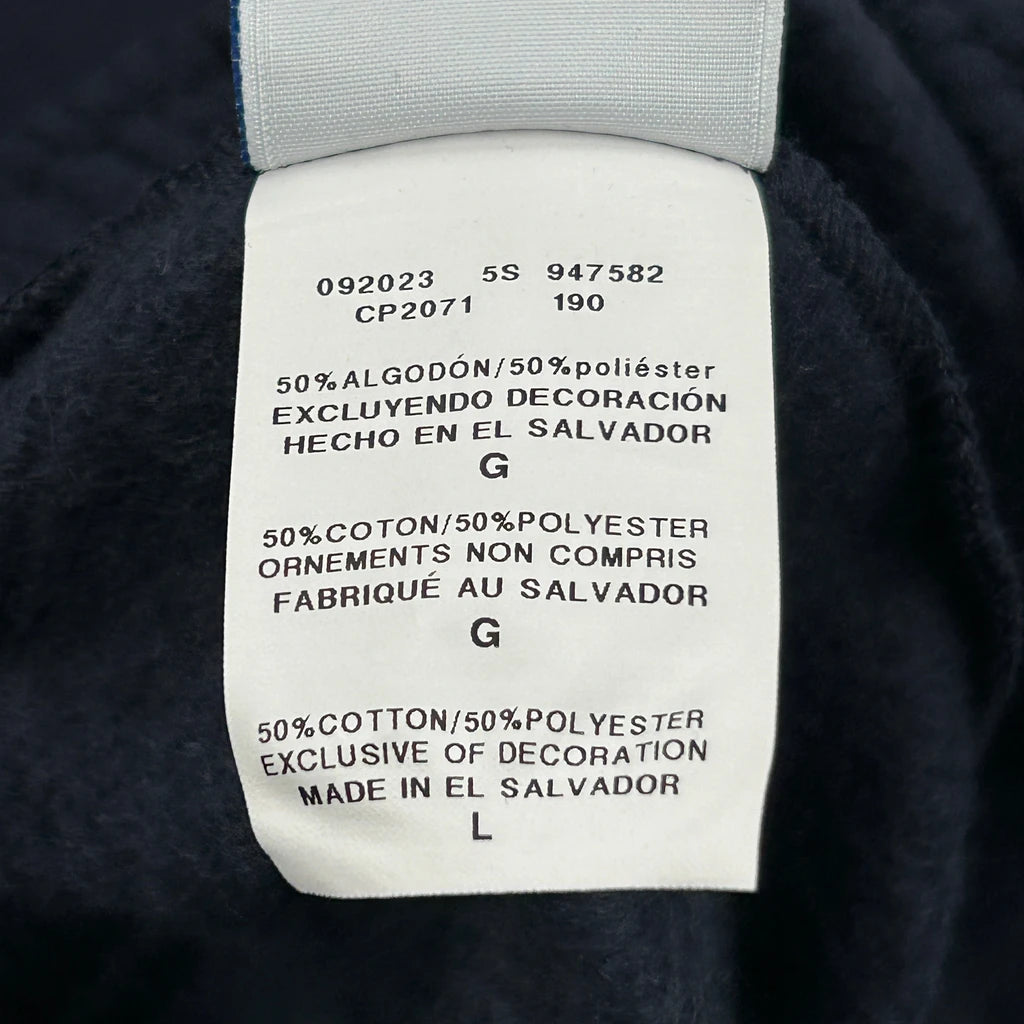 092023 5S 947582
CP2071 190
50%ALGODÓN/50%poliéster
EXCLUYENDO DECORACIÓN
HECHO EN EL SALVADOR
G
50%COTON/50%POLYESTER
ORNEMENTS NON COMPRIS
FABRIQUÉ AU SALVADOR
G
50%COTTON/50%POLYESTER
EXCLUSIVE OF DECORATION
MADE IN EL SALVADOR
L